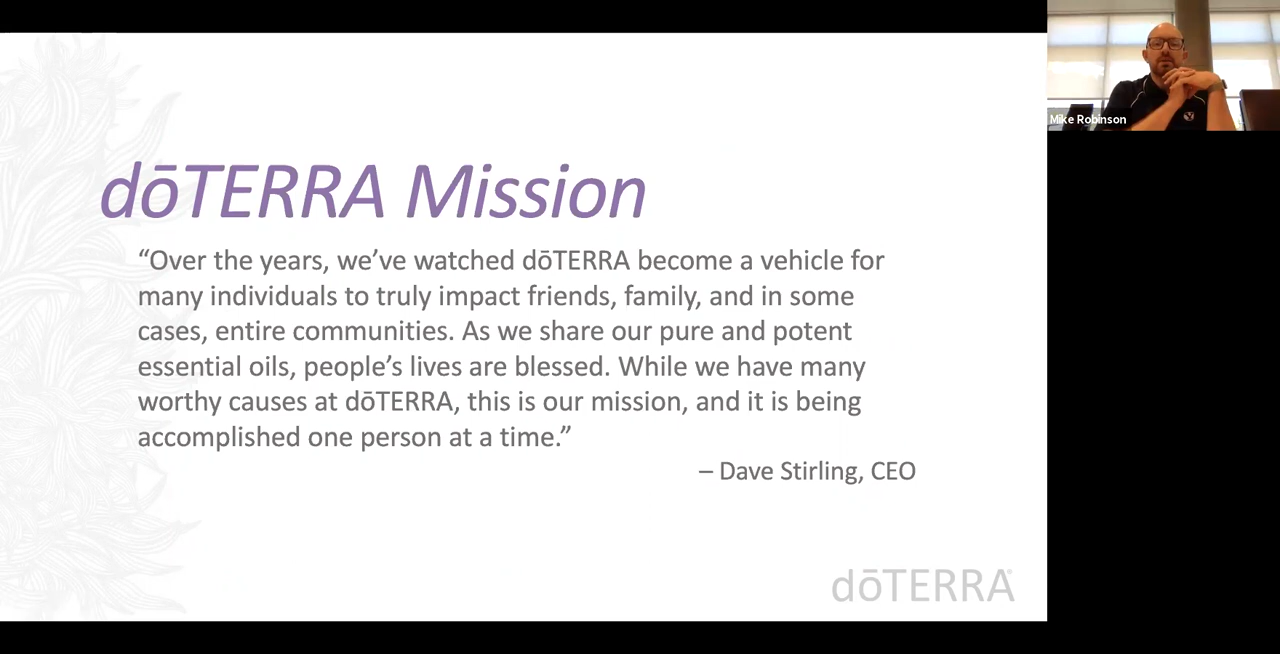 dōTERRA Mission
“Over the years, we’ve watched dōTERRA become a vehicle for
many individuals to truly impact friends, family, and in some
cases, entire communities. As we share our pure and potent
essential oils, people’s lives are blessed. While we have many
worthy causes at dōTERRA, this is our mission, and it is being
accomplished one person at a time.”
– Dave Stirling, CEO
dōTERRA®
Mike Robinson